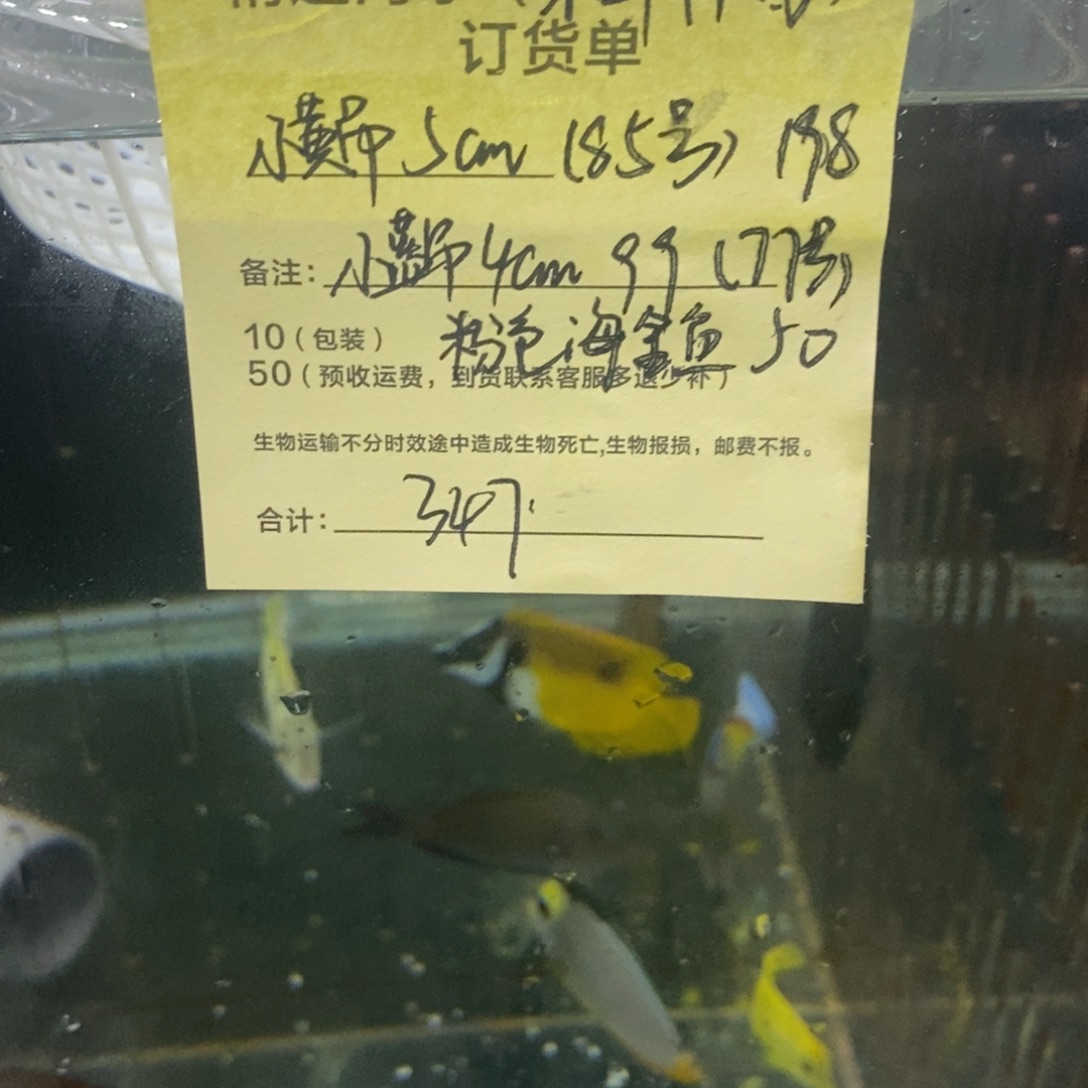 订货单
小黄吊 5cm (85号) 198
备注: 小蓝吊 4cm 99 (77号)
10(包装) 粉色海金鱼 50
50(预收运费，到货联系客服多退少补)
生物运输不分时效途中造成生物死亡,生物报损，邮费不报。
合计: 347